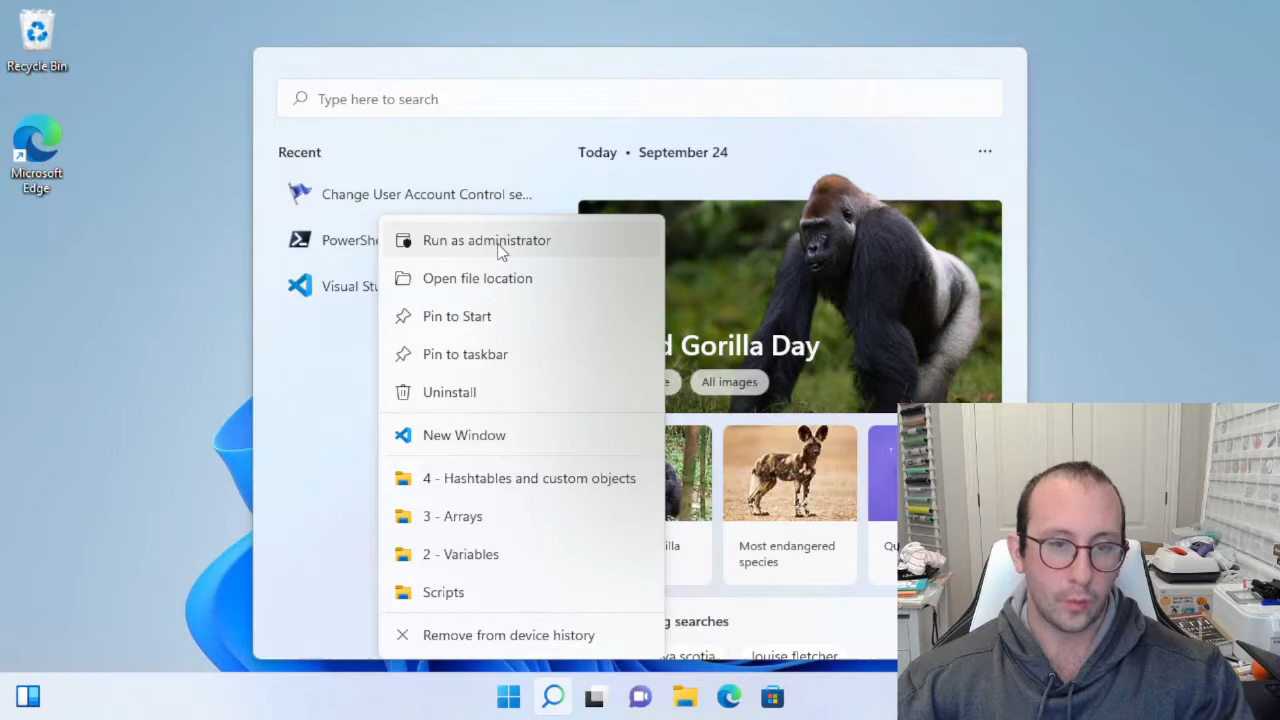 Recycle Bin
Microsoft
Edge
Type here to search
Recent
Today • September 24
Change User Account Control se...
PowerShe
Visual Stu
Run as administrator
Open file location
Pin to Start
Pin to taskbar
Uninstall
New Window
4 - Hashtables and custom objects
3 - Arrays
2 - Variables
Scripts
Remove from device history
d Gorilla Day
e
All images
illa
Most endangered
species
Qu
g searches
va scotia
louise fletcher